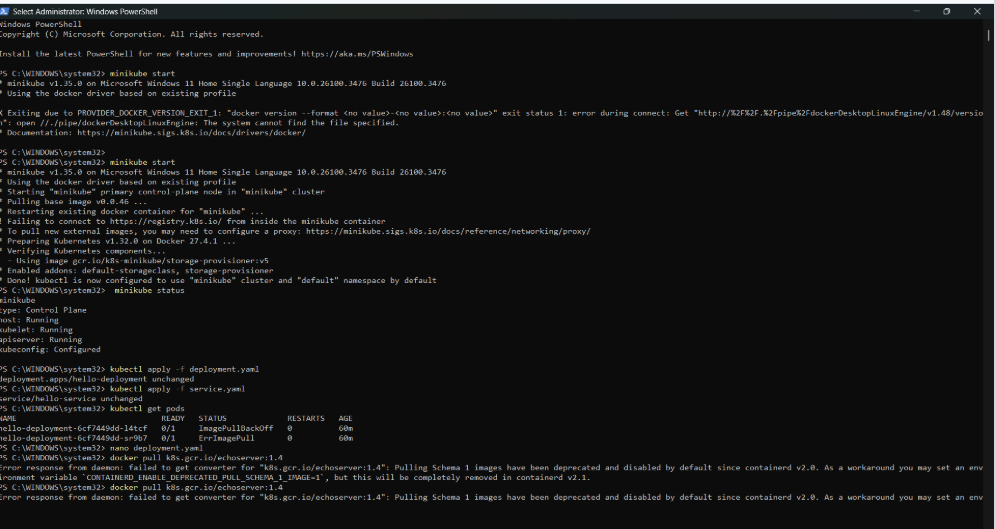 Select Administrator: Windows PowerShell
Windows PowerShell
Copyright (C) Microsoft Corporation. All rights reserved.
Install the latest PowerShell for new features and improvements! https://aka.ms/PSWindows
PS C:\WINDOWS\system32> minikube start
* minikube v1.35.0 on Microsoft Windows 11 Home Single Language 10.0.26100.3476 Build 26100.3476
* Using the docker driver based on existing profile
X Exiting due to PROVIDER_DOCKER_VERSION_EXIT_1: "docker version --format <no value>-<no value>:<no value>" exit status 1: error during connect: Get "http://%2F%2F.%2Fpipe%2FdockerDesktopLinuxEngine/v1.48/versio
n": open //./pipe/dockerDesktopLinuxEngine: The system cannot find the file specified.
* Documentation: https://minikube.sigs.k8s.io/docs/drivers/docker/
PS C:\WINDOWS\system32>
PS C:\WINDOWS\system32> minikube start
* minikube v1.35.0 on Microsoft Windows 11 Home Single Language 10.0.26100.3476 Build 26100.3476
* Using the docker driver based on existing profile
* Starting "minikube" primary control-plane node in "minikube" cluster
* Pulling base image v0.0.46 ...
* Restarting existing docker container for "minikube" ...
! Failing to connect to https://registry.k8s.io/ from inside the minikube container
* To pull new external images, you may need to configure a proxy: https://minikube.sigs.k8s.io/docs/reference/networking/proxy/
* Preparing Kubernetes v1.32.0 on Docker 27.4.1 ...
* Verifying Kubernetes components...
- Using image gcr.io/k8s-minikube/storage-provisioner:v5
* Enabled addons: default-storageclass, storage-provisioner
* Done! kubectl is now configured to use "minikube" cluster and "default" namespace by default
PS C:\WINDOWS\system32> minikube status
minikube
type: Control Plane
host: Running
kubelet: Running
apiserver: Running
kubeconfig: Configured
PS C:\WINDOWS\system32> kubectl apply -f deployment.yaml
deployment.apps/hello-deployment unchanged
PS C:\WINDOWS\system32> kubectl apply -f service.yaml
service/hello-service unchanged
PS C:\WINDOWS\system32> kubectl get pods
NAME READY STATUS RESTARTS AGE
hello-deployment-6cf7449dd-l4tcf 0/1 ImagePullBackOff 0 60m
hello-deployment-6cf7449dd-sr9b7 0/1 ErrImagePull 0 60m
PS C:\WINDOWS\system32> nano deployment.yaml
PS C:\WINDOWS\system32> docker pull k8s.gcr.io/echoserver:1.4
Error response from daemon: failed to get converter for "k8s.gcr.io/echoserver:1.4": Pulling Schema 1 images have been deprecated and disabled by default since containerd v2.0. As a workaround you may set an env
ironment variable `CONTAINERD_ENABLE_DEPRECATED_PULL_SCHEMA_1_IMAGE=1`, but this will be completely removed in containerd v2.1.
PS C:\WINDOWS\system32> docker pull k8s.gcr.io/echoserver:1.4
Error response from daemon: failed to get converter for "k8s.gcr.io/echoserver:1.4": Pulling Schema 1 images have been deprecated and disabled by default since containerd v2.0. As a workaround you may set an env